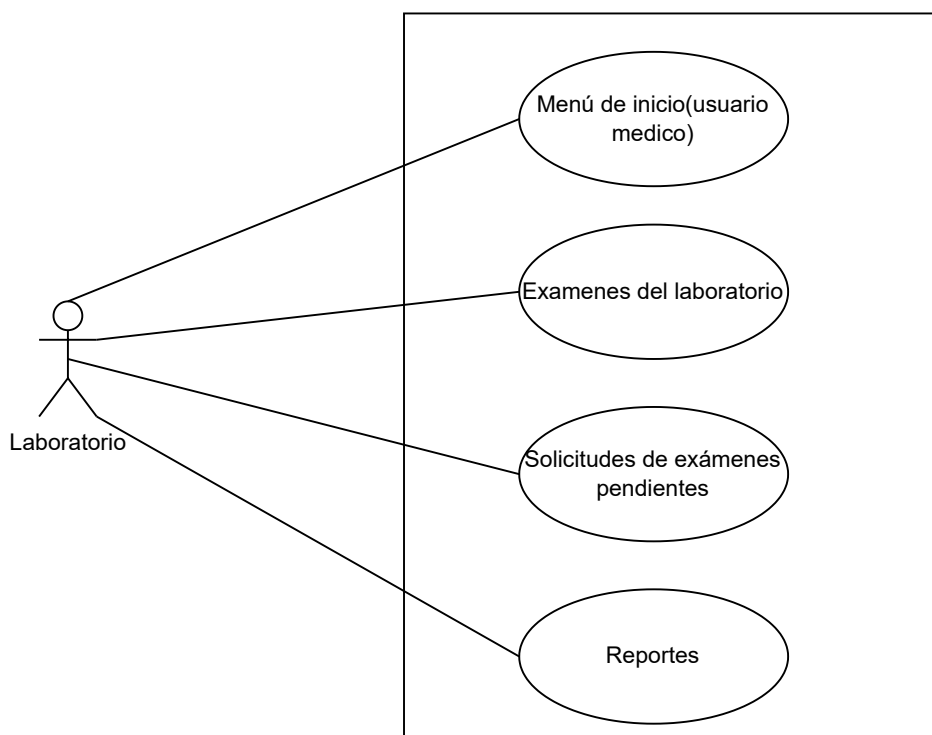 Menú de inicio(usuario
medico)
Examenes del laboratorio
Laboratorio
Solicitudes de exámenes
pendientes
Reportes